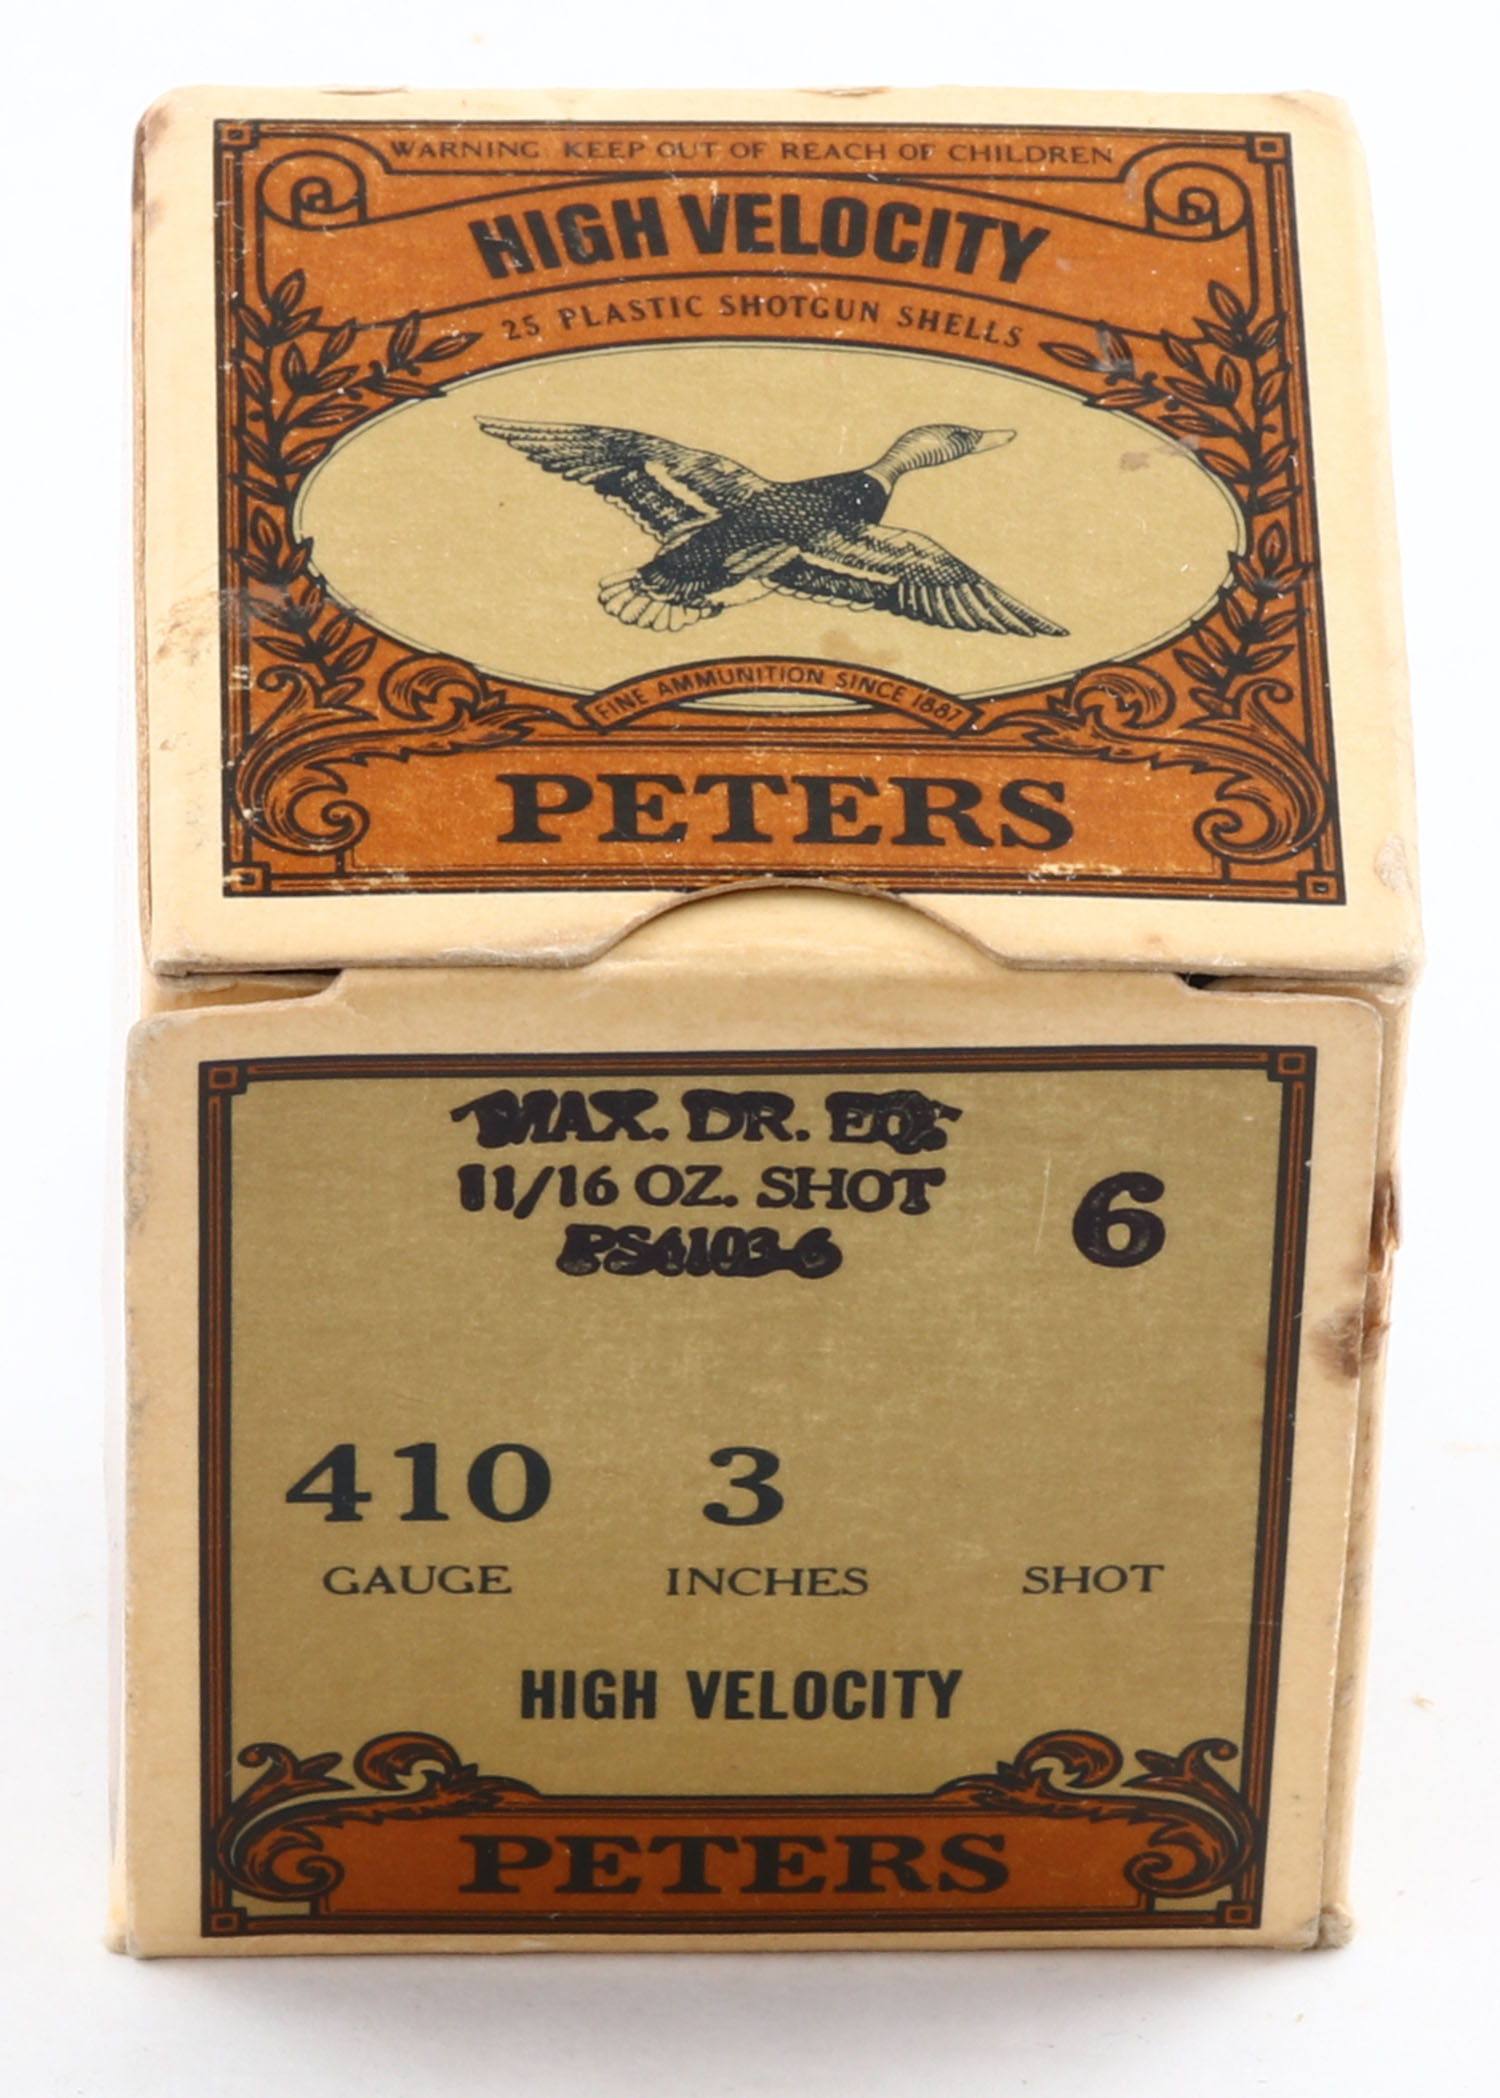 WARNING KEEP OUT OF REACH OF CHILDREN
HIGH VELOCITY
25 PLASTIC SHOTGUN SHELLS
FINE AMMUNITION SINCE 1887
PETERS
MAX. DR. EQ.
11/16 OZ. SHOT
6
PS4103-6
410 3
GAUGE INCHES SHOT
HIGH VELOCITY
PETERS